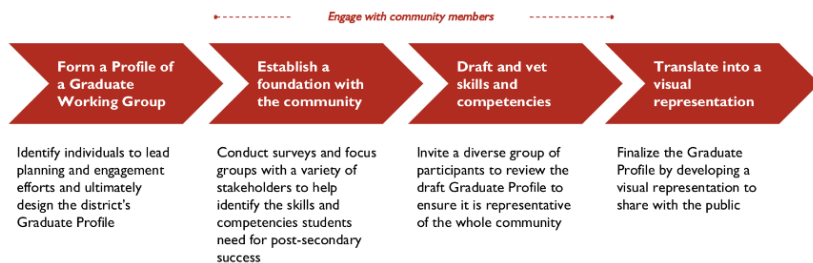 Engage with community members
Form a Profile of
a Graduate
Working Group
Establish a
foundation with
the community
Draft and vet
skills and
competencies
Translate into a
visual
representation
Identify individuals to lead
planning and engagement
efforts and ultimately
design the district's
Graduate Profile
Conduct surveys and focus
groups with a variety of
stakeholders to help
identify the skills and
competencies students
need for post-secondary
success
Invite a diverse group of
participants to review the
draft Graduate Profile to
ensure it is representative
of the whole community
Finalize the Graduate
Profile by developing a
visual representation to
share with the public